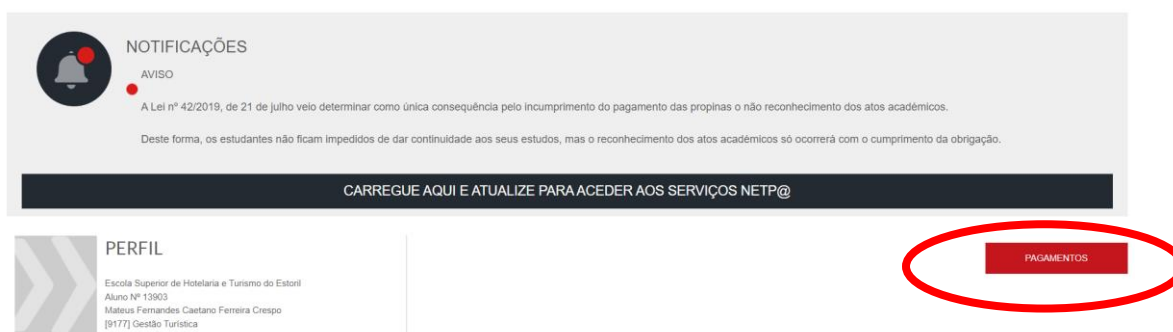 NOTIFICAÇÕES
AVISO
A Lei nº 42/2019, de 21 de julho veio determinar como única consequência pelo incumprimento do pagamento das propinas o não reconhecimento dos atos académicos.
Deste forma, os estudantes não ficam impedidos de dar continuidade aos seus estudos, mas o reconhecimento dos atos académicos só ocorrerá com o cumprimento da obrigação.
CARREGUE AQUI E ATUALIZE PARA ACEDER AOS SERVIÇOS NETP@
PERFIL
PAGAMENTOS
Escola Superior de Hotelaria e Turismo do Estoril
Aluno Nº 13903
Mateus Fernandes Caetano Ferreira Crespo
[9177] Gestão Turística